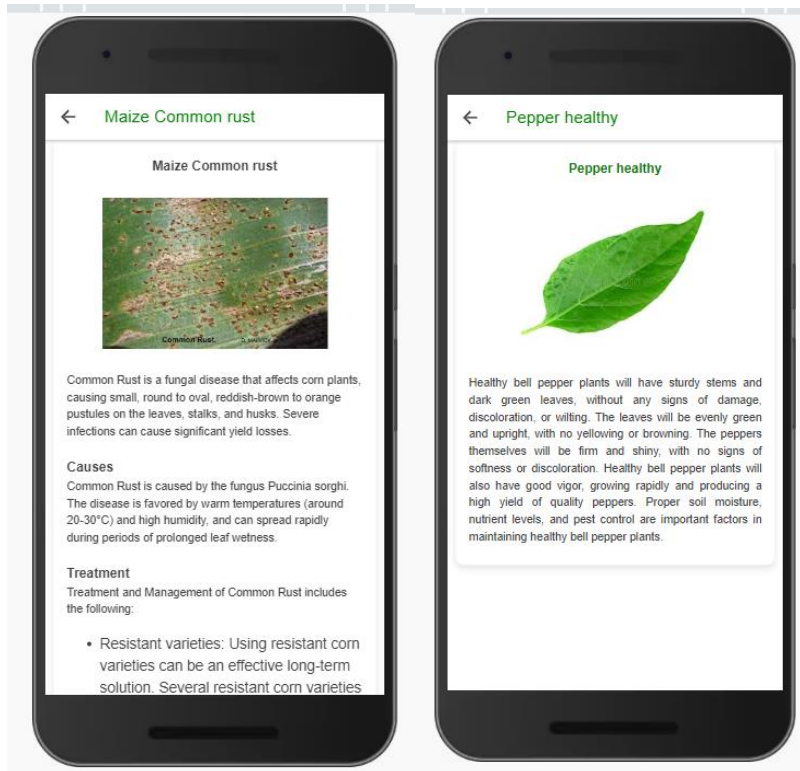 Maize Common rust
Maize Common rust
Common Rust.
Common Rust is a fungal disease that affects corn plants,
causing small, round to oval, reddish-brown to orange
pustules on the leaves, stalks, and husks. Severe
infections can cause significant yield losses.
Causes
Common Rust is caused by the fungus Puccinia sorghi.
The disease is favored by warm temperatures (around
20-30°C) and high humidity, and can spread rapidly
during periods of prolonged leaf wetness.
Treatment
Treatment and Management of Common Rust includes
the following:
• Resistant varieties: Using resistant corn
varieties can be an effective long-term
solution. Several resistant corn varieties
Pepper healthy
Pepper healthy
Healthy bell pepper plants will have sturdy stems and
dark green leaves, without any signs of damage,
discoloration, or wilting. The leaves will be evenly green
and upright, with no yellowing or browning. The peppers
themselves will be firm and shiny, with no signs of
softness or discoloration. Healthy bell pepper plants will
also have good vigor, growing rapidly and producing a
high yield of quality peppers. Proper soil moisture,
nutrient levels, and pest control are important factors in
maintaining healthy bell pepper plants.